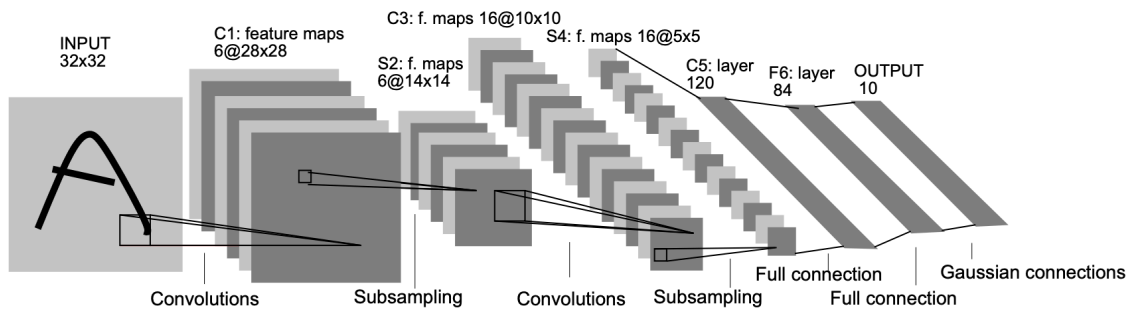 INPUT
32x32
C1: feature maps
6@28x28
S2: f. maps
6@14x14
C3: f. maps 16@10x10
S4: f. maps 16@5x5
C5: layer
120
F6: layer
84
OUTPUT
10
Convolutions
Subsampling
Convolutions
Subsampling
Full connection
Full connection
Gaussian connections